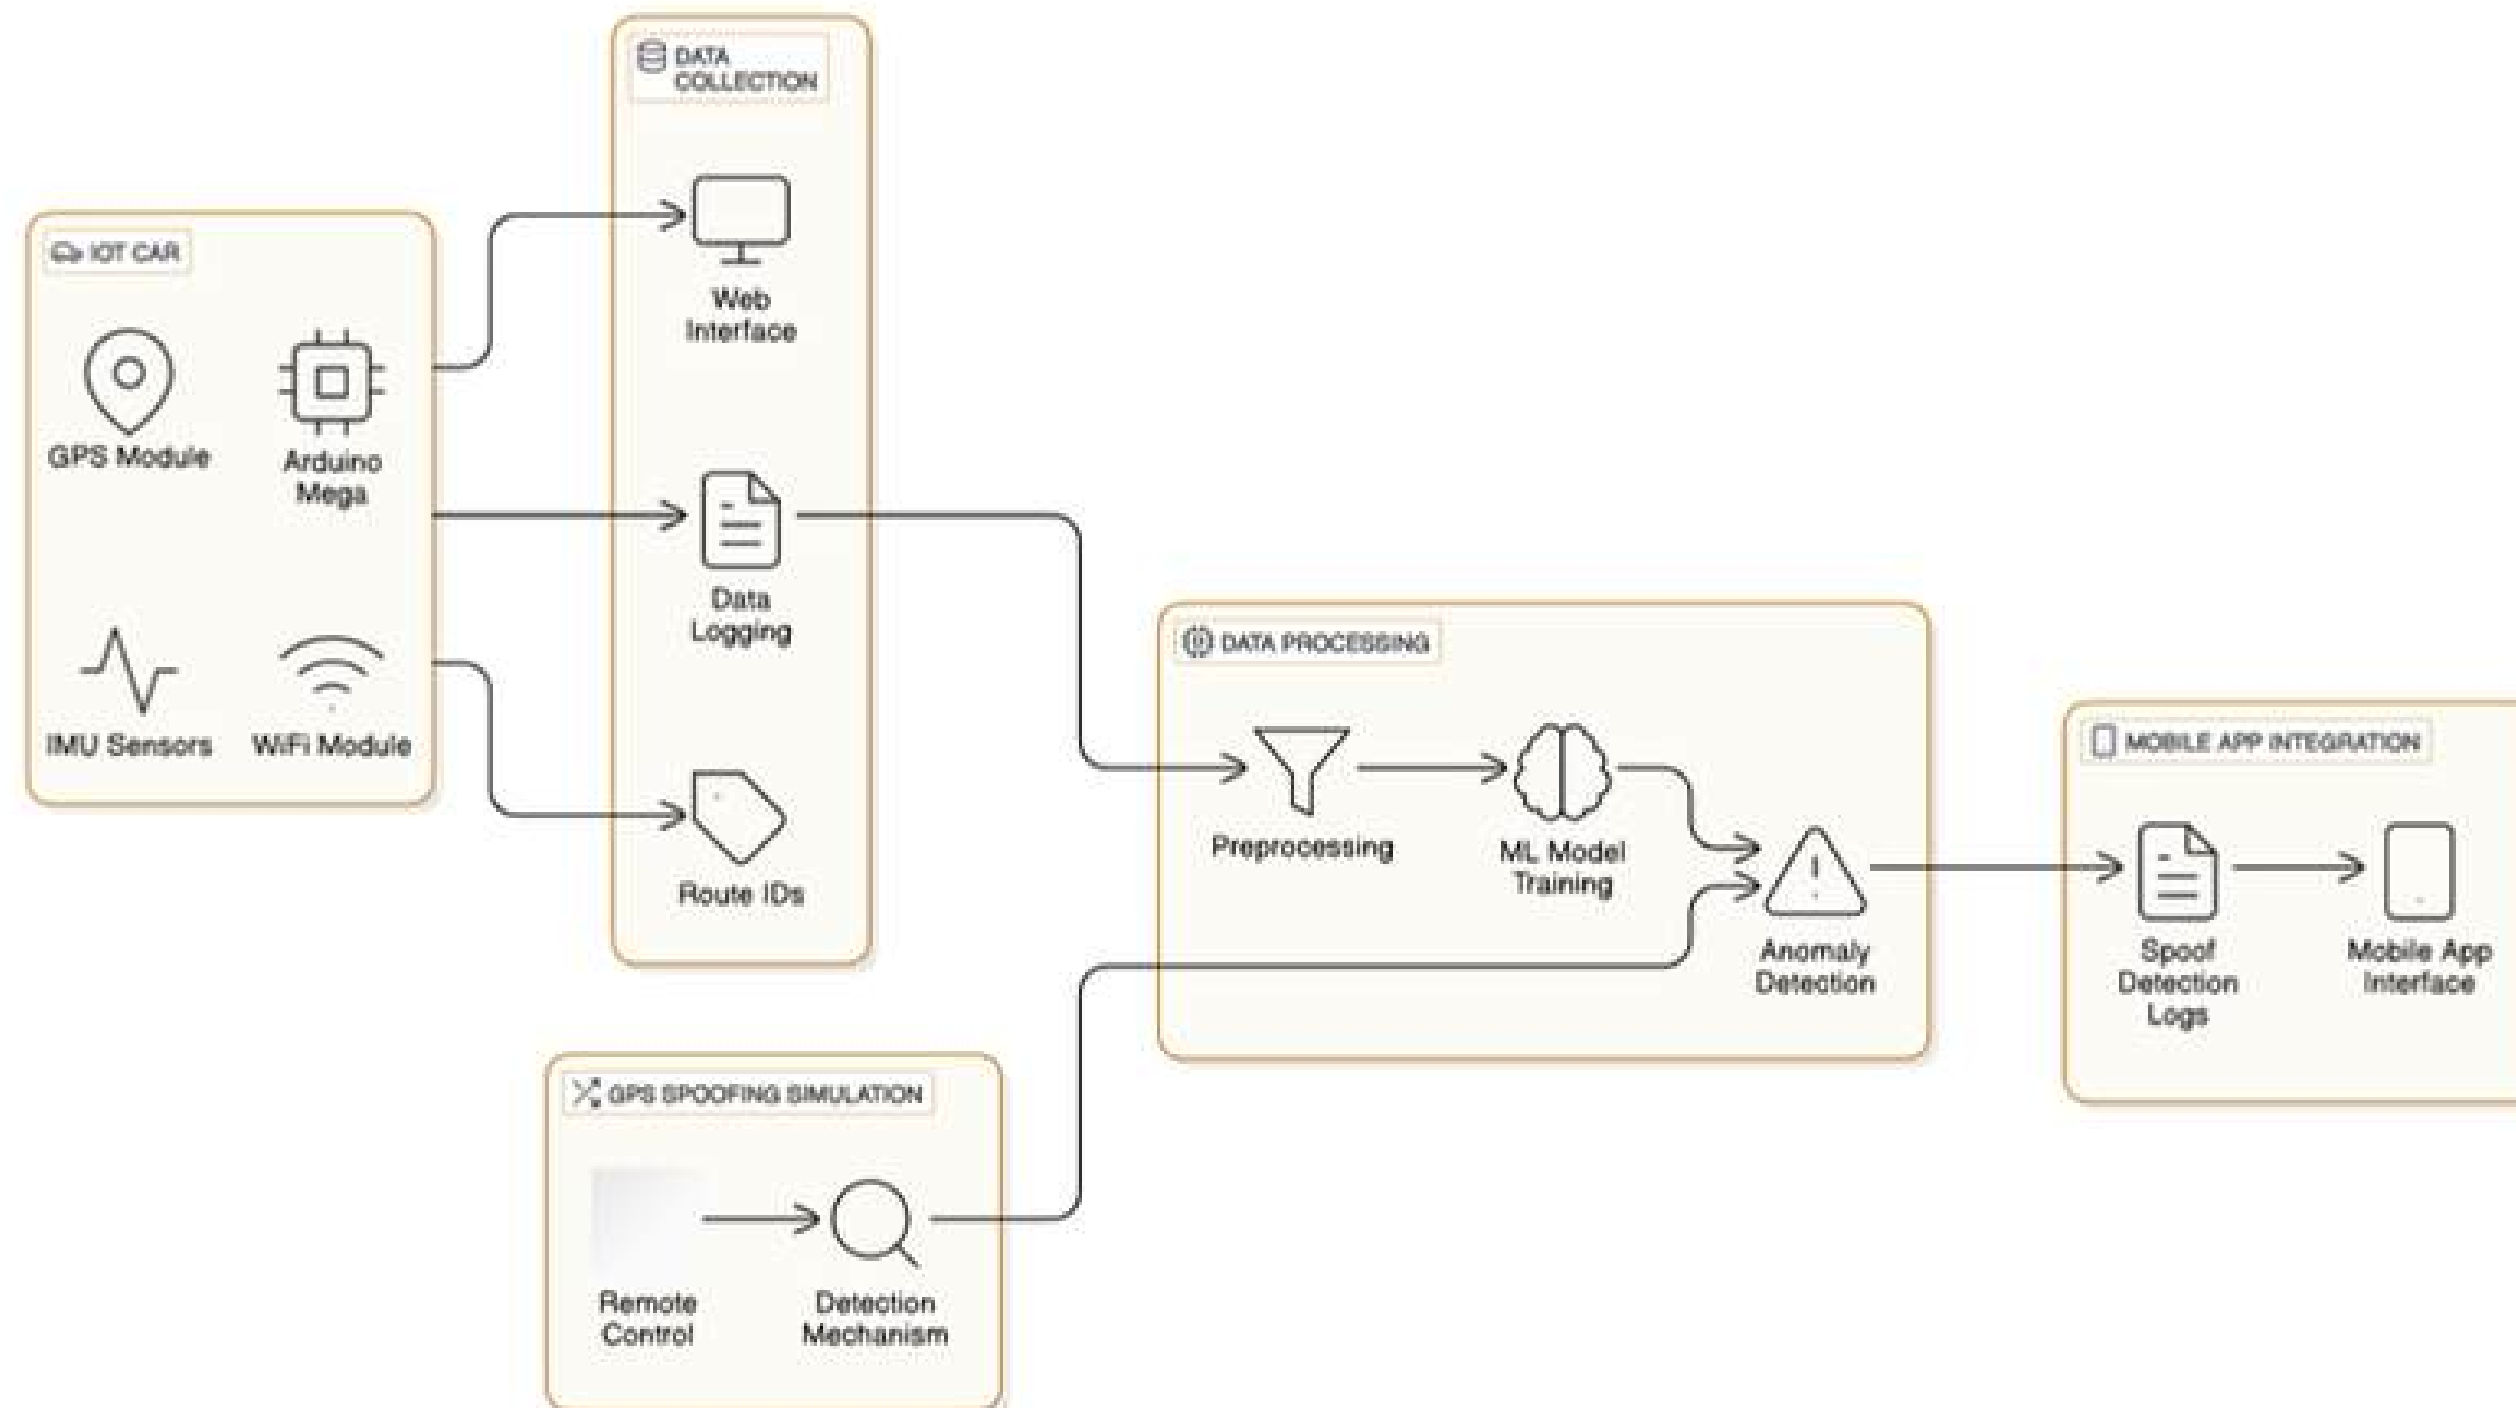 DATA
COLLECTION
Web
Interface
IOT CAR
GPS Module
Arduino
Mega
IMU Sensors
WiFi Module
Data
Logging
Route IDs
DATA PROCESSING
Preprocessing
ML Model
Training
Anomaly
Detection
MOBILE APP INTEGRATION
Spoof
Detection
Logs
Mobile App
Interface
GPS SPOOFING SIMULATION
Remote
Control
Detection
Mechanism